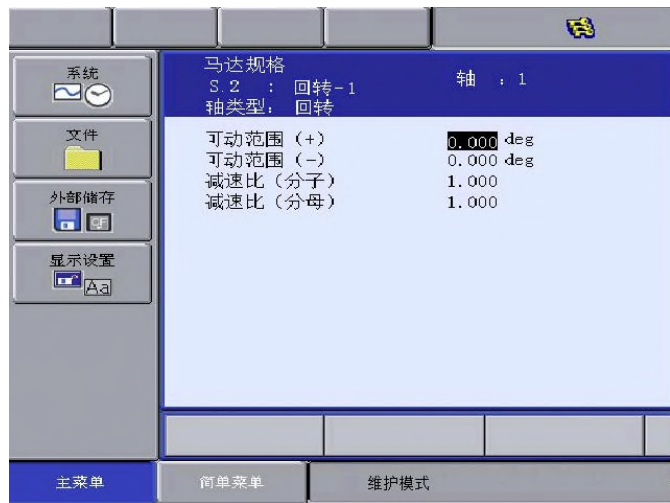 系统
文件
外部储存
CF
显示设置
Aa
马达规格
S.2 : 回转-1
轴 : 1
轴类型: 回转
可动范围 (+) 0.000 deg
可动范围 (-) 0.000 deg
减速比 (分子) 1.000
减速比 (分母) 1.000
主菜单
简单菜单
维护模式